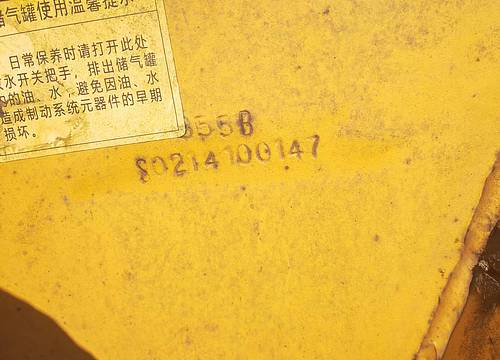 储气罐使用温馨提示
日常保养时请打开此处
放水开关把手，排出储气罐
内的油、水，避免因油、水
造成制动系统元器件的早期
损坏。
855B
S0214100147